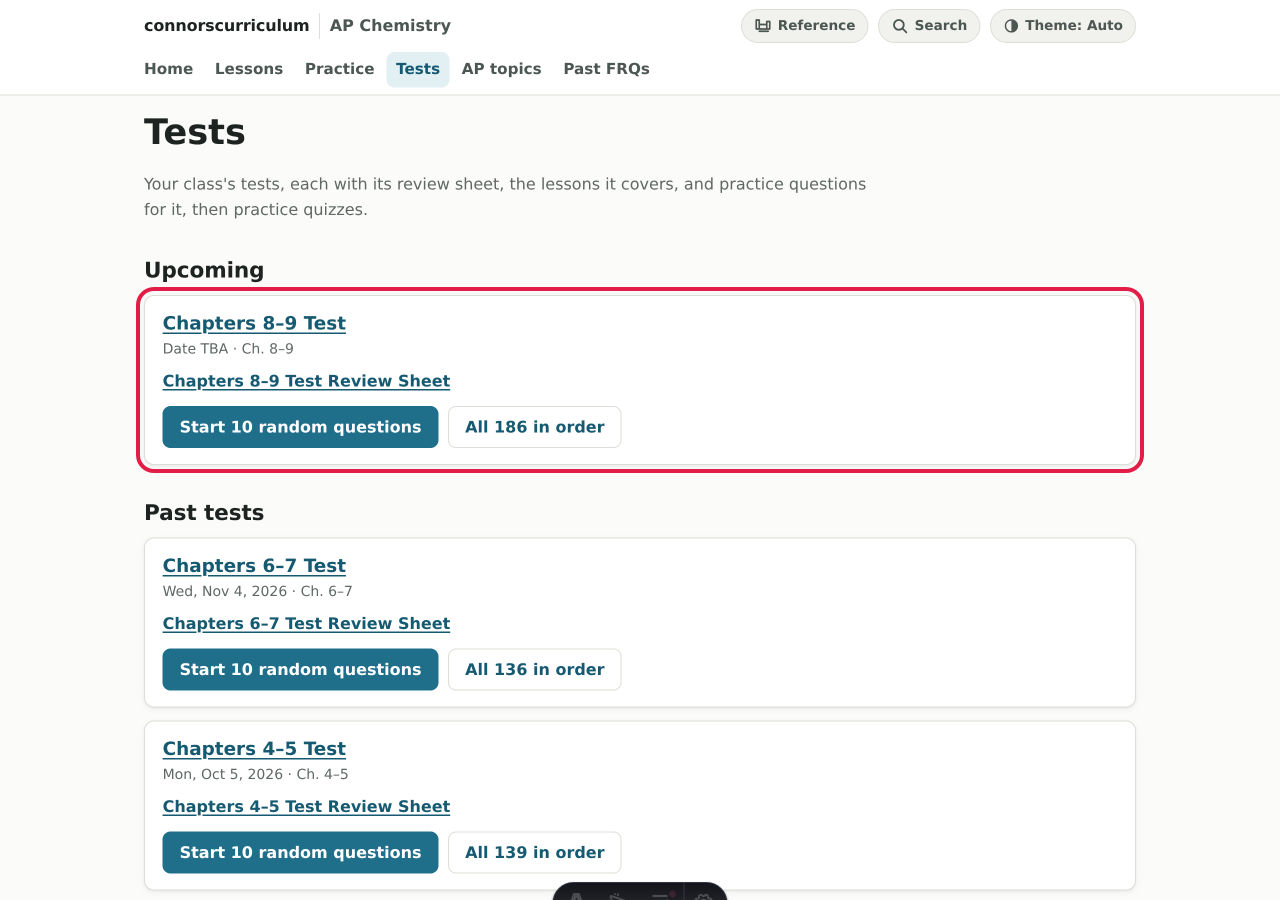 connorscurriculum AP Chemistry Reference Search Theme: Auto
Home Lessons Practice Tests AP topics Past FRQs
Tests
Your class's tests, each with its review sheet, the lessons it covers, and practice questions
for it, then practice quizzes.
Upcoming
Chapters 8–9 Test
Date TBA · Ch. 8–9
Chapters 8–9 Test Review Sheet
Start 10 random questions All 186 in order
Past tests
Chapters 6–7 Test
Wed, Nov 4, 2026 · Ch. 6–7
Chapters 6–7 Test Review Sheet
Start 10 random questions All 136 in order
Chapters 4–5 Test
Mon, Oct 5, 2026 · Ch. 4–5
Chapters 4–5 Test Review Sheet
Start 10 random questions All 139 in order